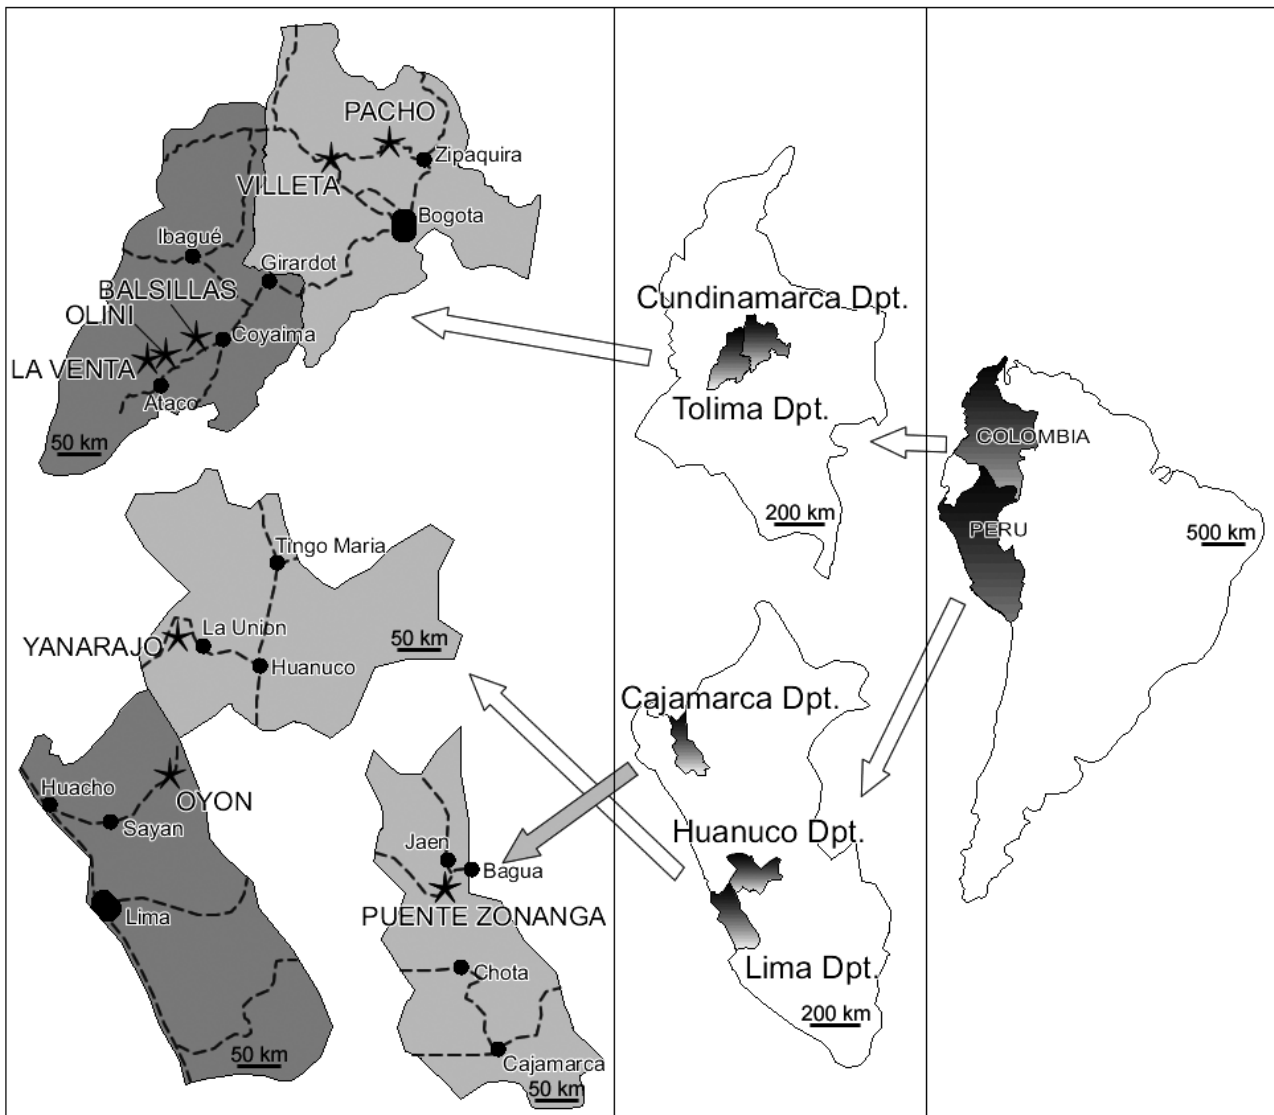 PACHO
Zipaquira
VILLETA
Bogota
Ibagué
Girardot
BALSILLAS
OLINI
Coyaima
LA VENTA
Ataco
50 km
Tingo Maria
La Union
YANARAJO
50 km
Huanuco
Huacho
OYON
Sayan
Lima
50 km
Jaen
Bagua
PUENTE ZONANGA
Chota
Cajamarca
50 km
Cundinamarca Dpt.
Tolima Dpt.
200 km
Cajamarca Dpt.
Huanuco Dpt.
Lima Dpt.
200 km
COLOMBIA
PERU
500 km